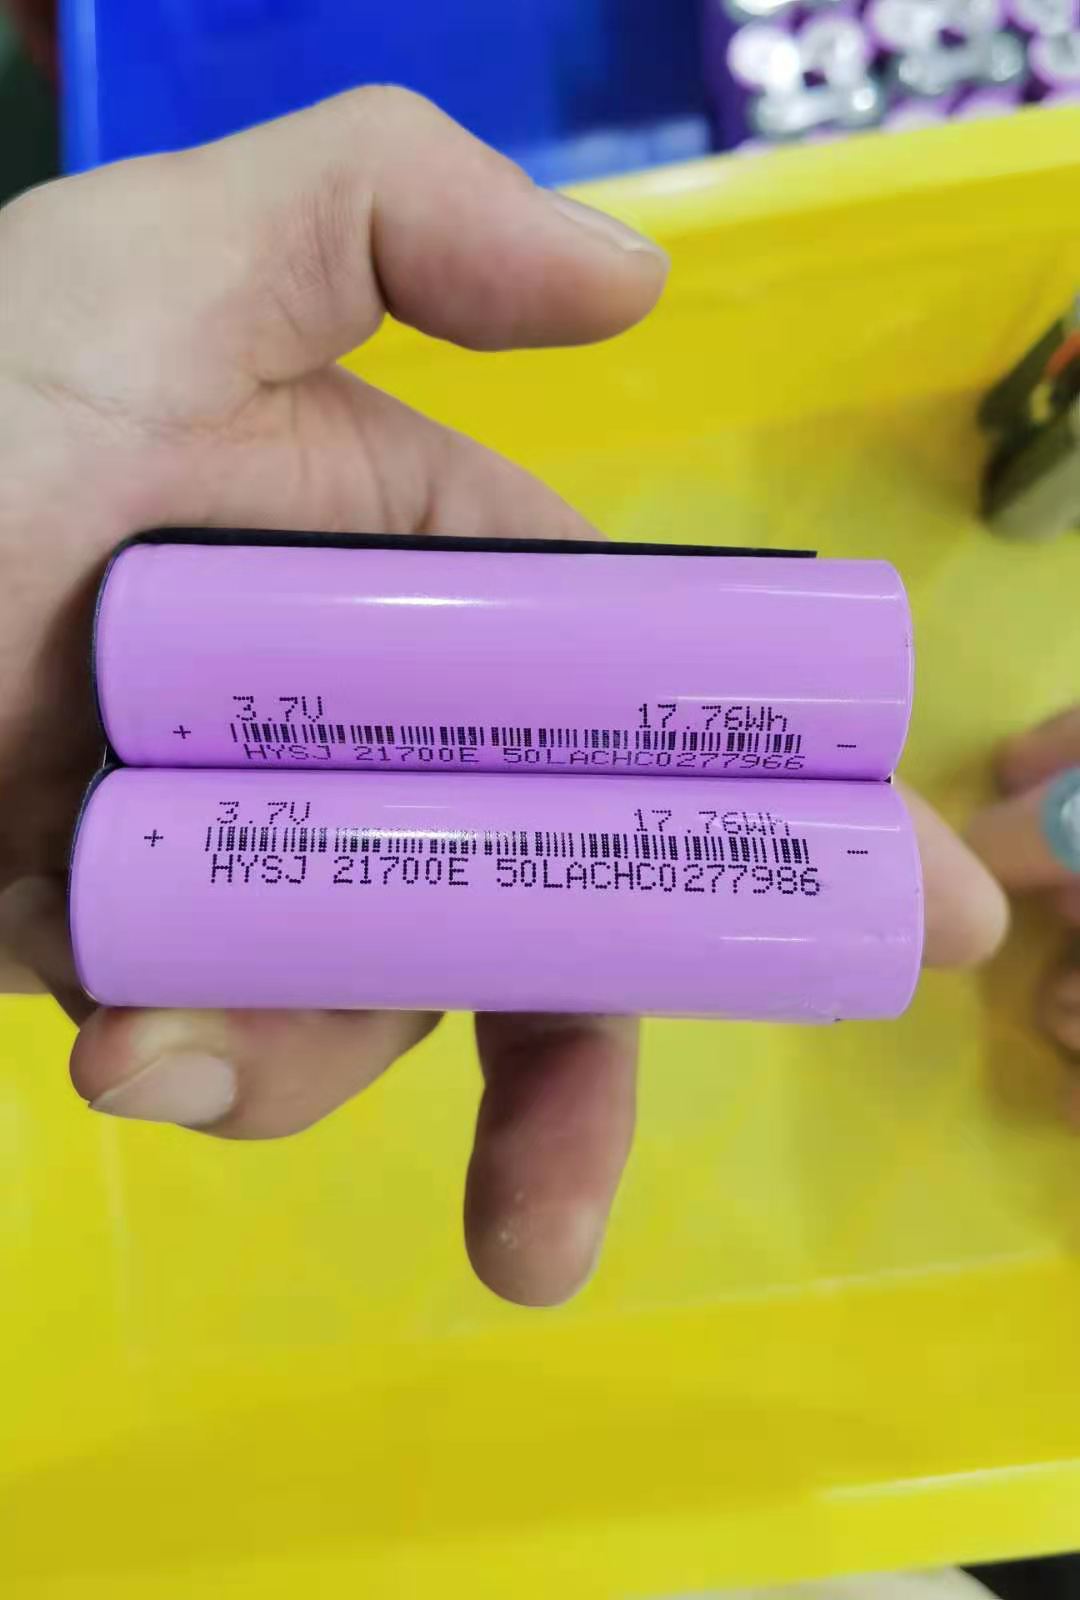 3.7V 17.76Wh
+ -
HYSJ 21700E 50LACHC0277966
3.7V 17.76Wh
+ -
HYSJ 21700E 50LACHC0277986